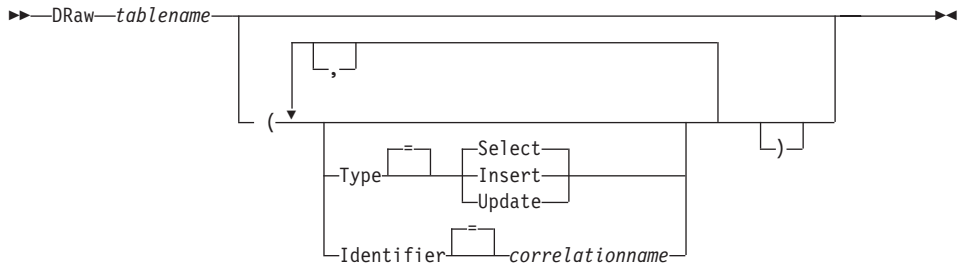 DRaw tablename
,
(
)
= Select
Type Insert
Update
=
Identifier correlationname